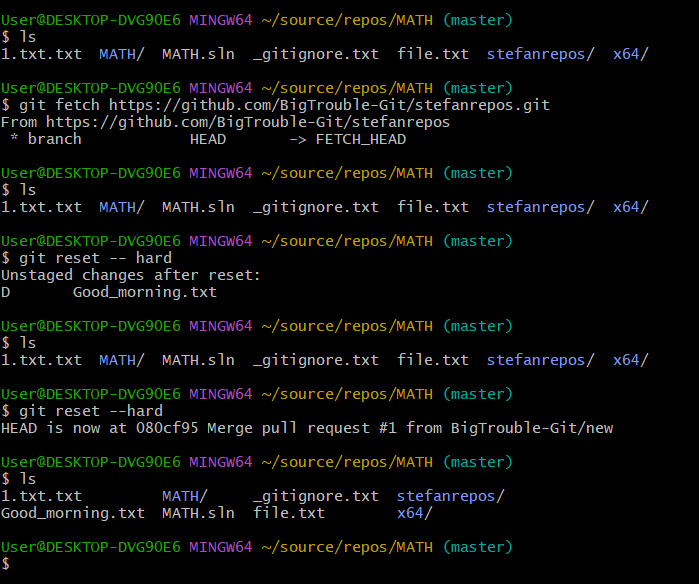 User@DESKTOP-DVG9OE6 MINGW64 ~/source/repos/MATH (master)
$ ls
1.txt.txt  MATH/  MATH.sln  _gitignore.txt  file.txt  stefanrepos/  x64/

User@DESKTOP-DVG9OE6 MINGW64 ~/source/repos/MATH (master)
$ git fetch https://github.com/BigTrouble-Git/stefanrepos.git
From https://github.com/BigTrouble-Git/stefanrepos
 * branch            HEAD       -> FETCH_HEAD

User@DESKTOP-DVG9OE6 MINGW64 ~/source/repos/MATH (master)
$ ls
1.txt.txt  MATH/  MATH.sln  _gitignore.txt  file.txt  stefanrepos/  x64/

User@DESKTOP-DVG9OE6 MINGW64 ~/source/repos/MATH (master)
$ git reset -- hard
Unstaged changes after reset:
D       Good_morning.txt

User@DESKTOP-DVG9OE6 MINGW64 ~/source/repos/MATH (master)
$ ls
1.txt.txt  MATH/  MATH.sln  _gitignore.txt  file.txt  stefanrepos/  x64/

User@DESKTOP-DVG9OE6 MINGW64 ~/source/repos/MATH (master)
$ git reset --hard
HEAD is now at 080cf95 Merge pull request #1 from BigTrouble-Git/new

User@DESKTOP-DVG9OE6 MINGW64 ~/source/repos/MATH (master)
$ ls
1.txt.txt         MATH/     _gitignore.txt  stefanrepos/
Good_morning.txt  MATH.sln  file.txt        x64/

User@DESKTOP-DVG9OE6 MINGW64 ~/source/repos/MATH (master)
$